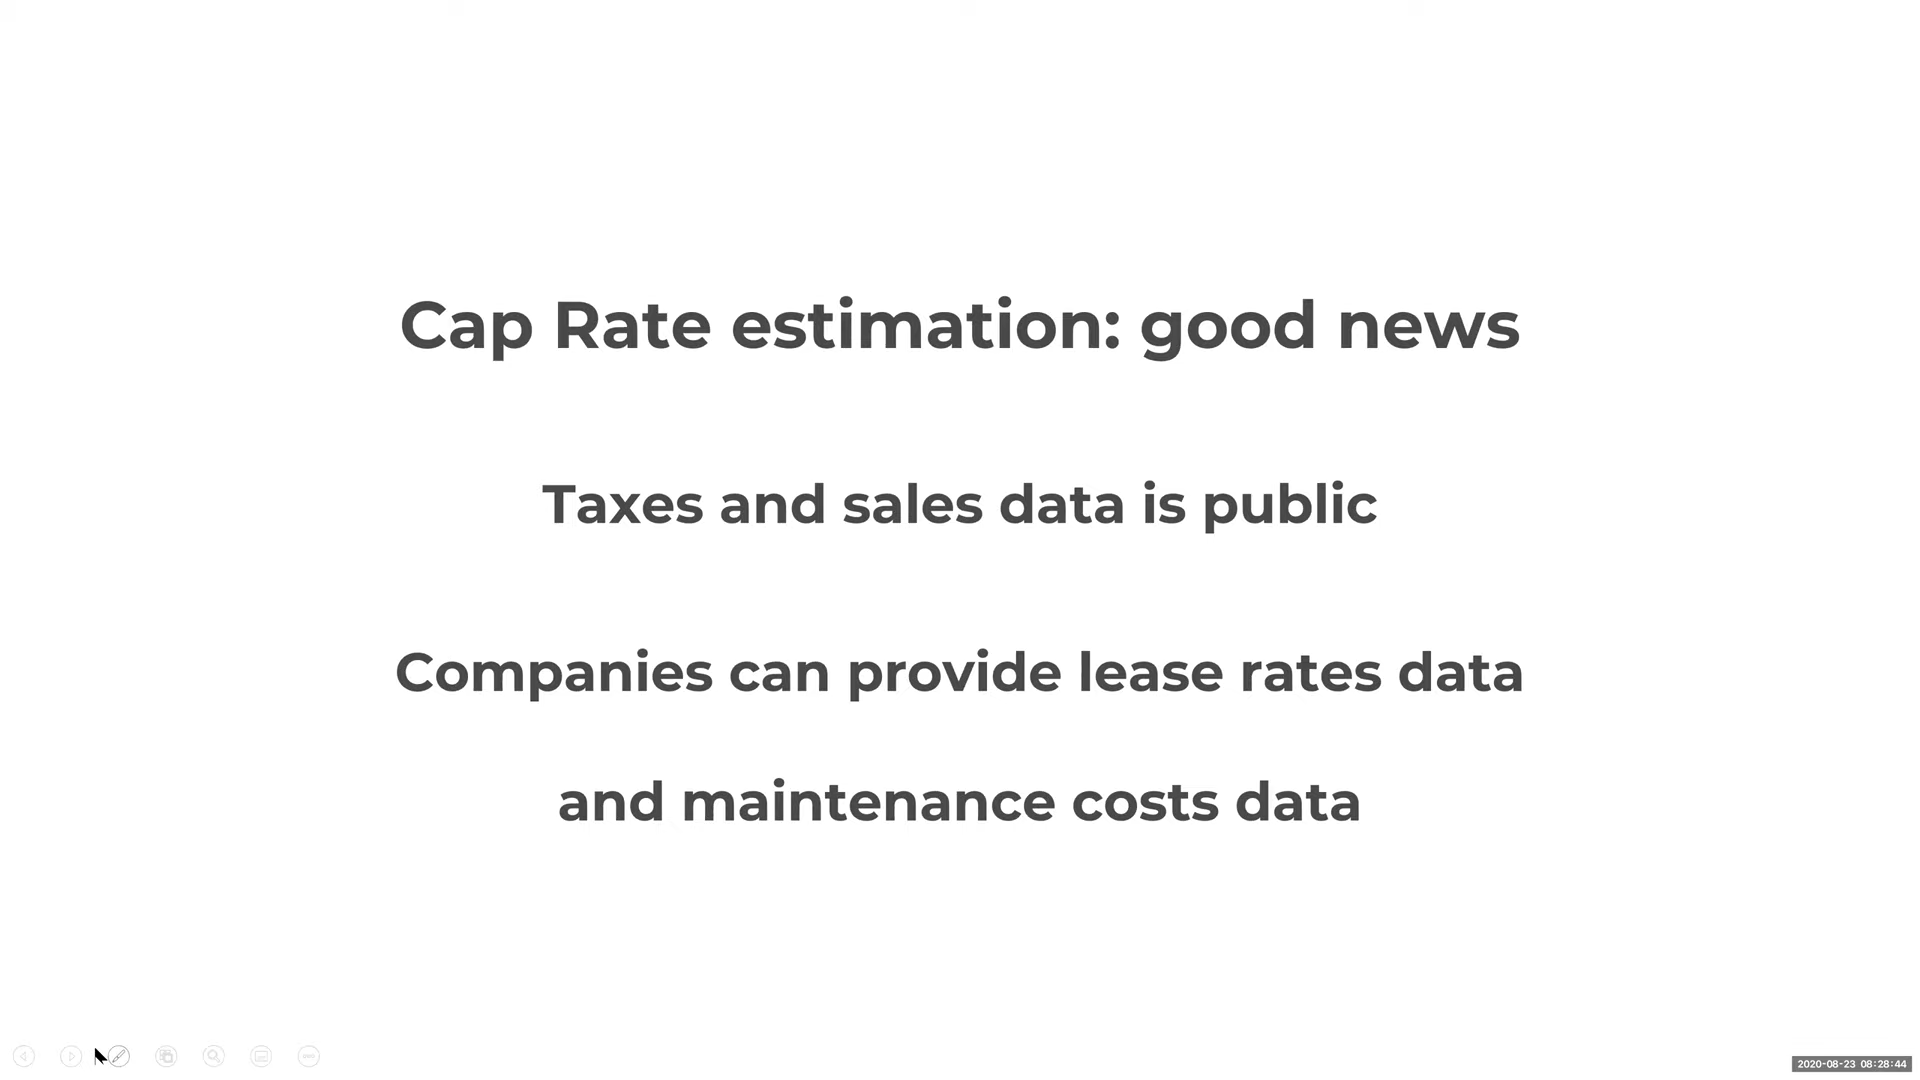 Cap Rate estimation: good news
Taxes and sales data is public
Companies can provide lease rates data
and maintenance costs data
2020-08-23 08:28:44